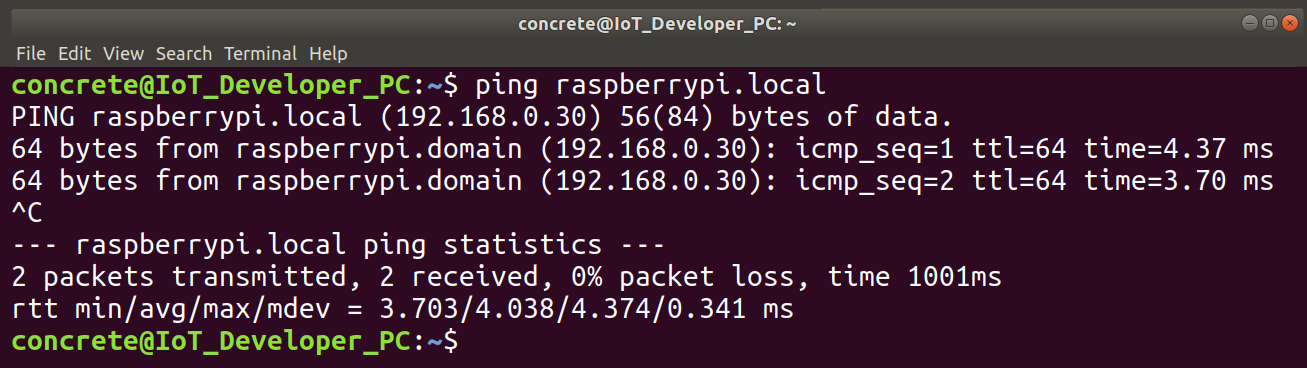 concrete@IoT_Developer_PC: ~
File Edit View Search Terminal Help
concrete@IoT_Developer_PC:~$ ping raspberrypi.local
PING raspberrypi.local (192.168.0.30) 56(84) bytes of data.
64 bytes from raspberrypi.domain (192.168.0.30): icmp_seq=1 ttl=64 time=4.37 ms
64 bytes from raspberrypi.domain (192.168.0.30): icmp_seq=2 ttl=64 time=3.70 ms
^C
--- raspberrypi.local ping statistics ---
2 packets transmitted, 2 received, 0% packet loss, time 1001ms
rtt min/avg/max/mdev = 3.703/4.038/4.374/0.341 ms
concrete@IoT_Developer_PC:~$